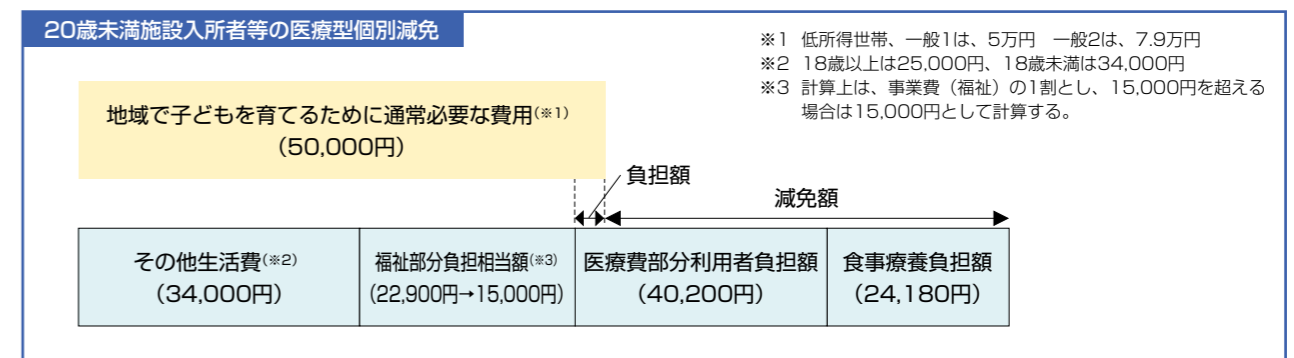 20歳未満施設入所者等の医療型個別減免
※1 低所得世帯、一般1は、5万円 一般2は、7.9万円
※2 18歳以上は25,000円、18歳未満は34,000円
※3 計算上は、事業費（福祉）の1割とし、15,000円を超える
場合は15,000円として計算する。
地域で子どもを育てるために通常必要な費用(※1)
（50,000円）
負担額
減免額
その他生活費(※2)
（34,000円）
福祉部分負担相当額(※3)
（22,900円→15,000円）
医療費部分利用者負担額
（40,200円）
食事療養負担額
（24,180円）